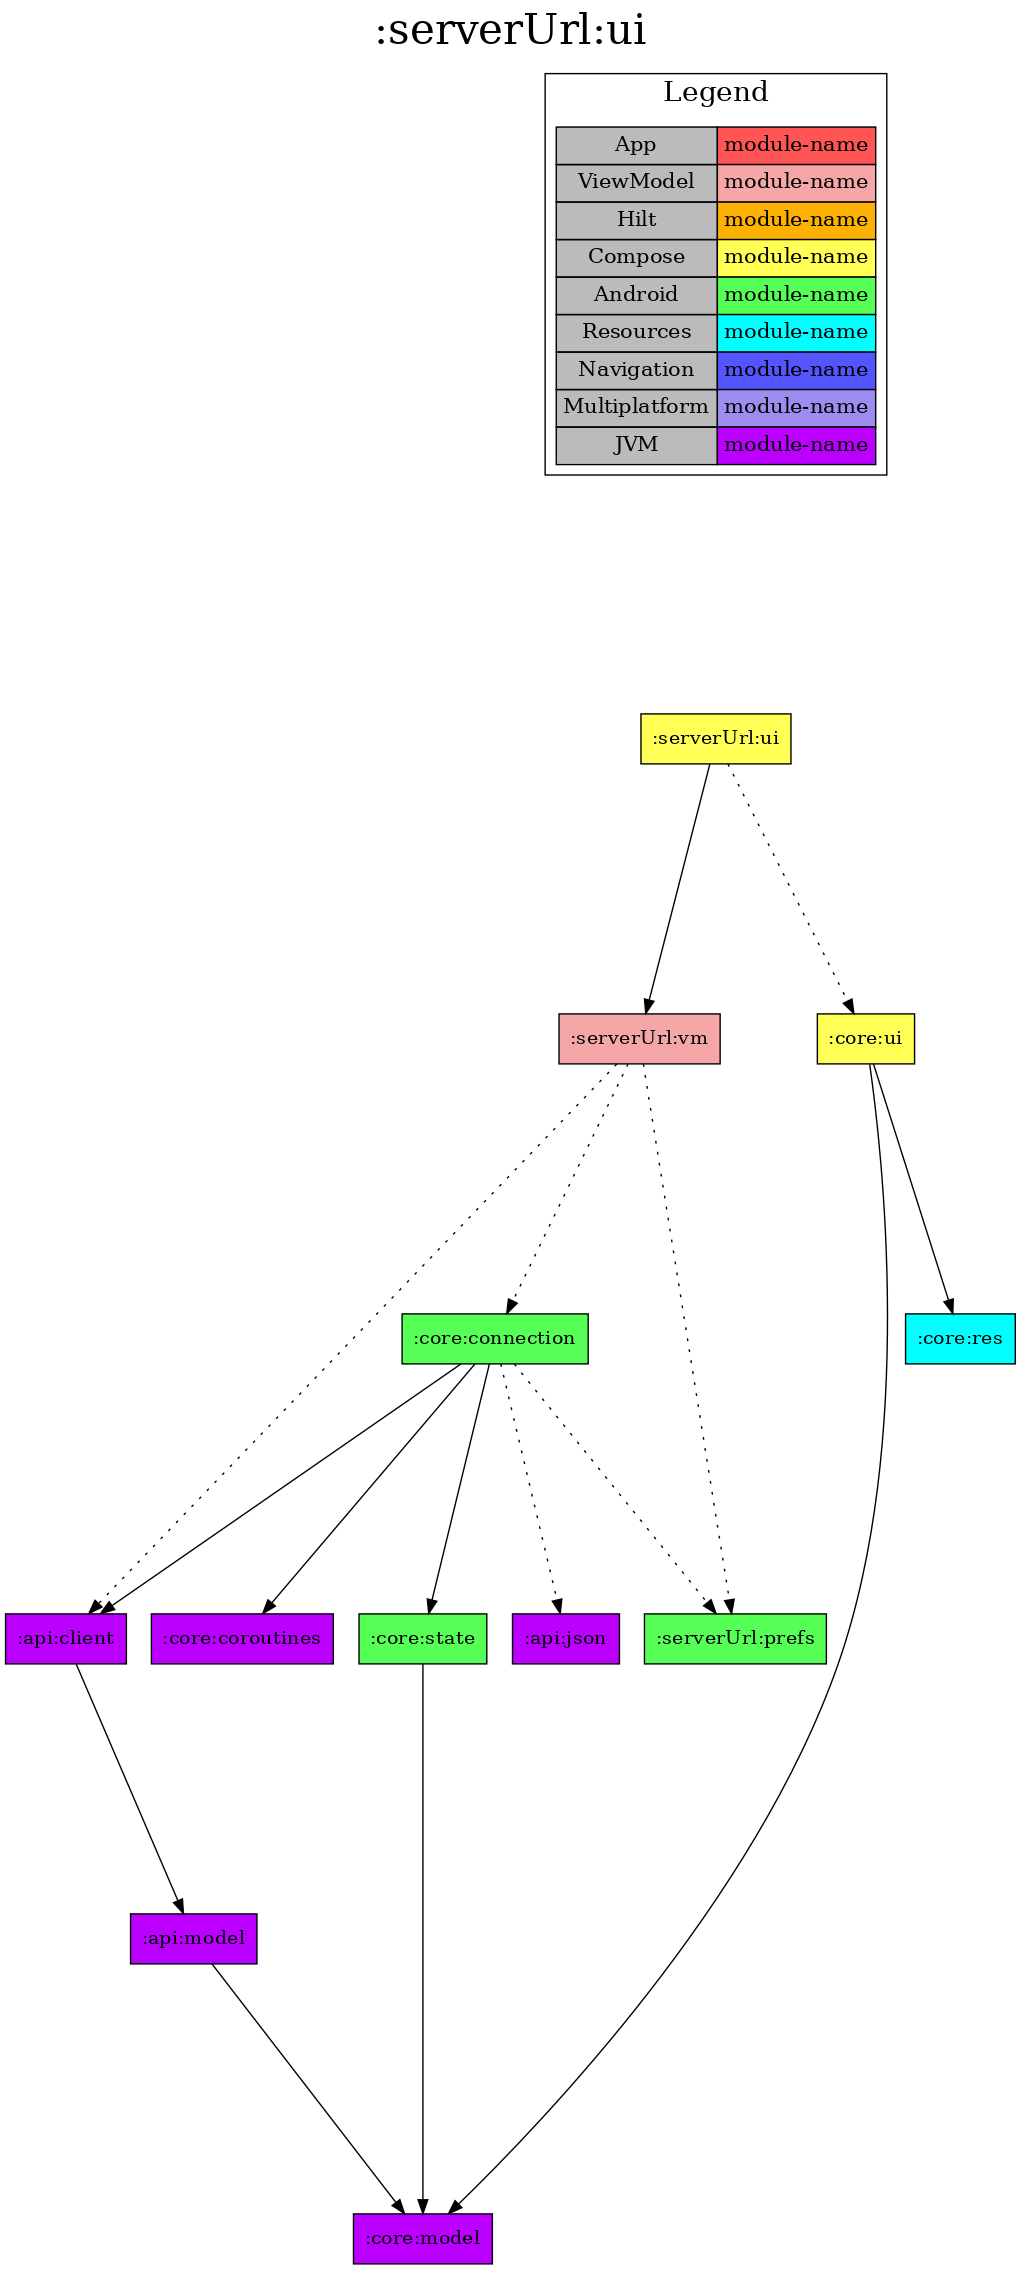 :serverUrl:ui
Legend
App module-name
ViewModel module-name
Hilt module-name
Compose module-name
Android module-name
Resources module-name
Navigation module-name
Multiplatform module-name
JVM module-name
:serverUrl:ui
:serverUrl:vm
:core:ui
:core:connection
:core:res
:api:client
:core:coroutines
:core:state
:api:json
:serverUrl:prefs
:api:model
:core:model